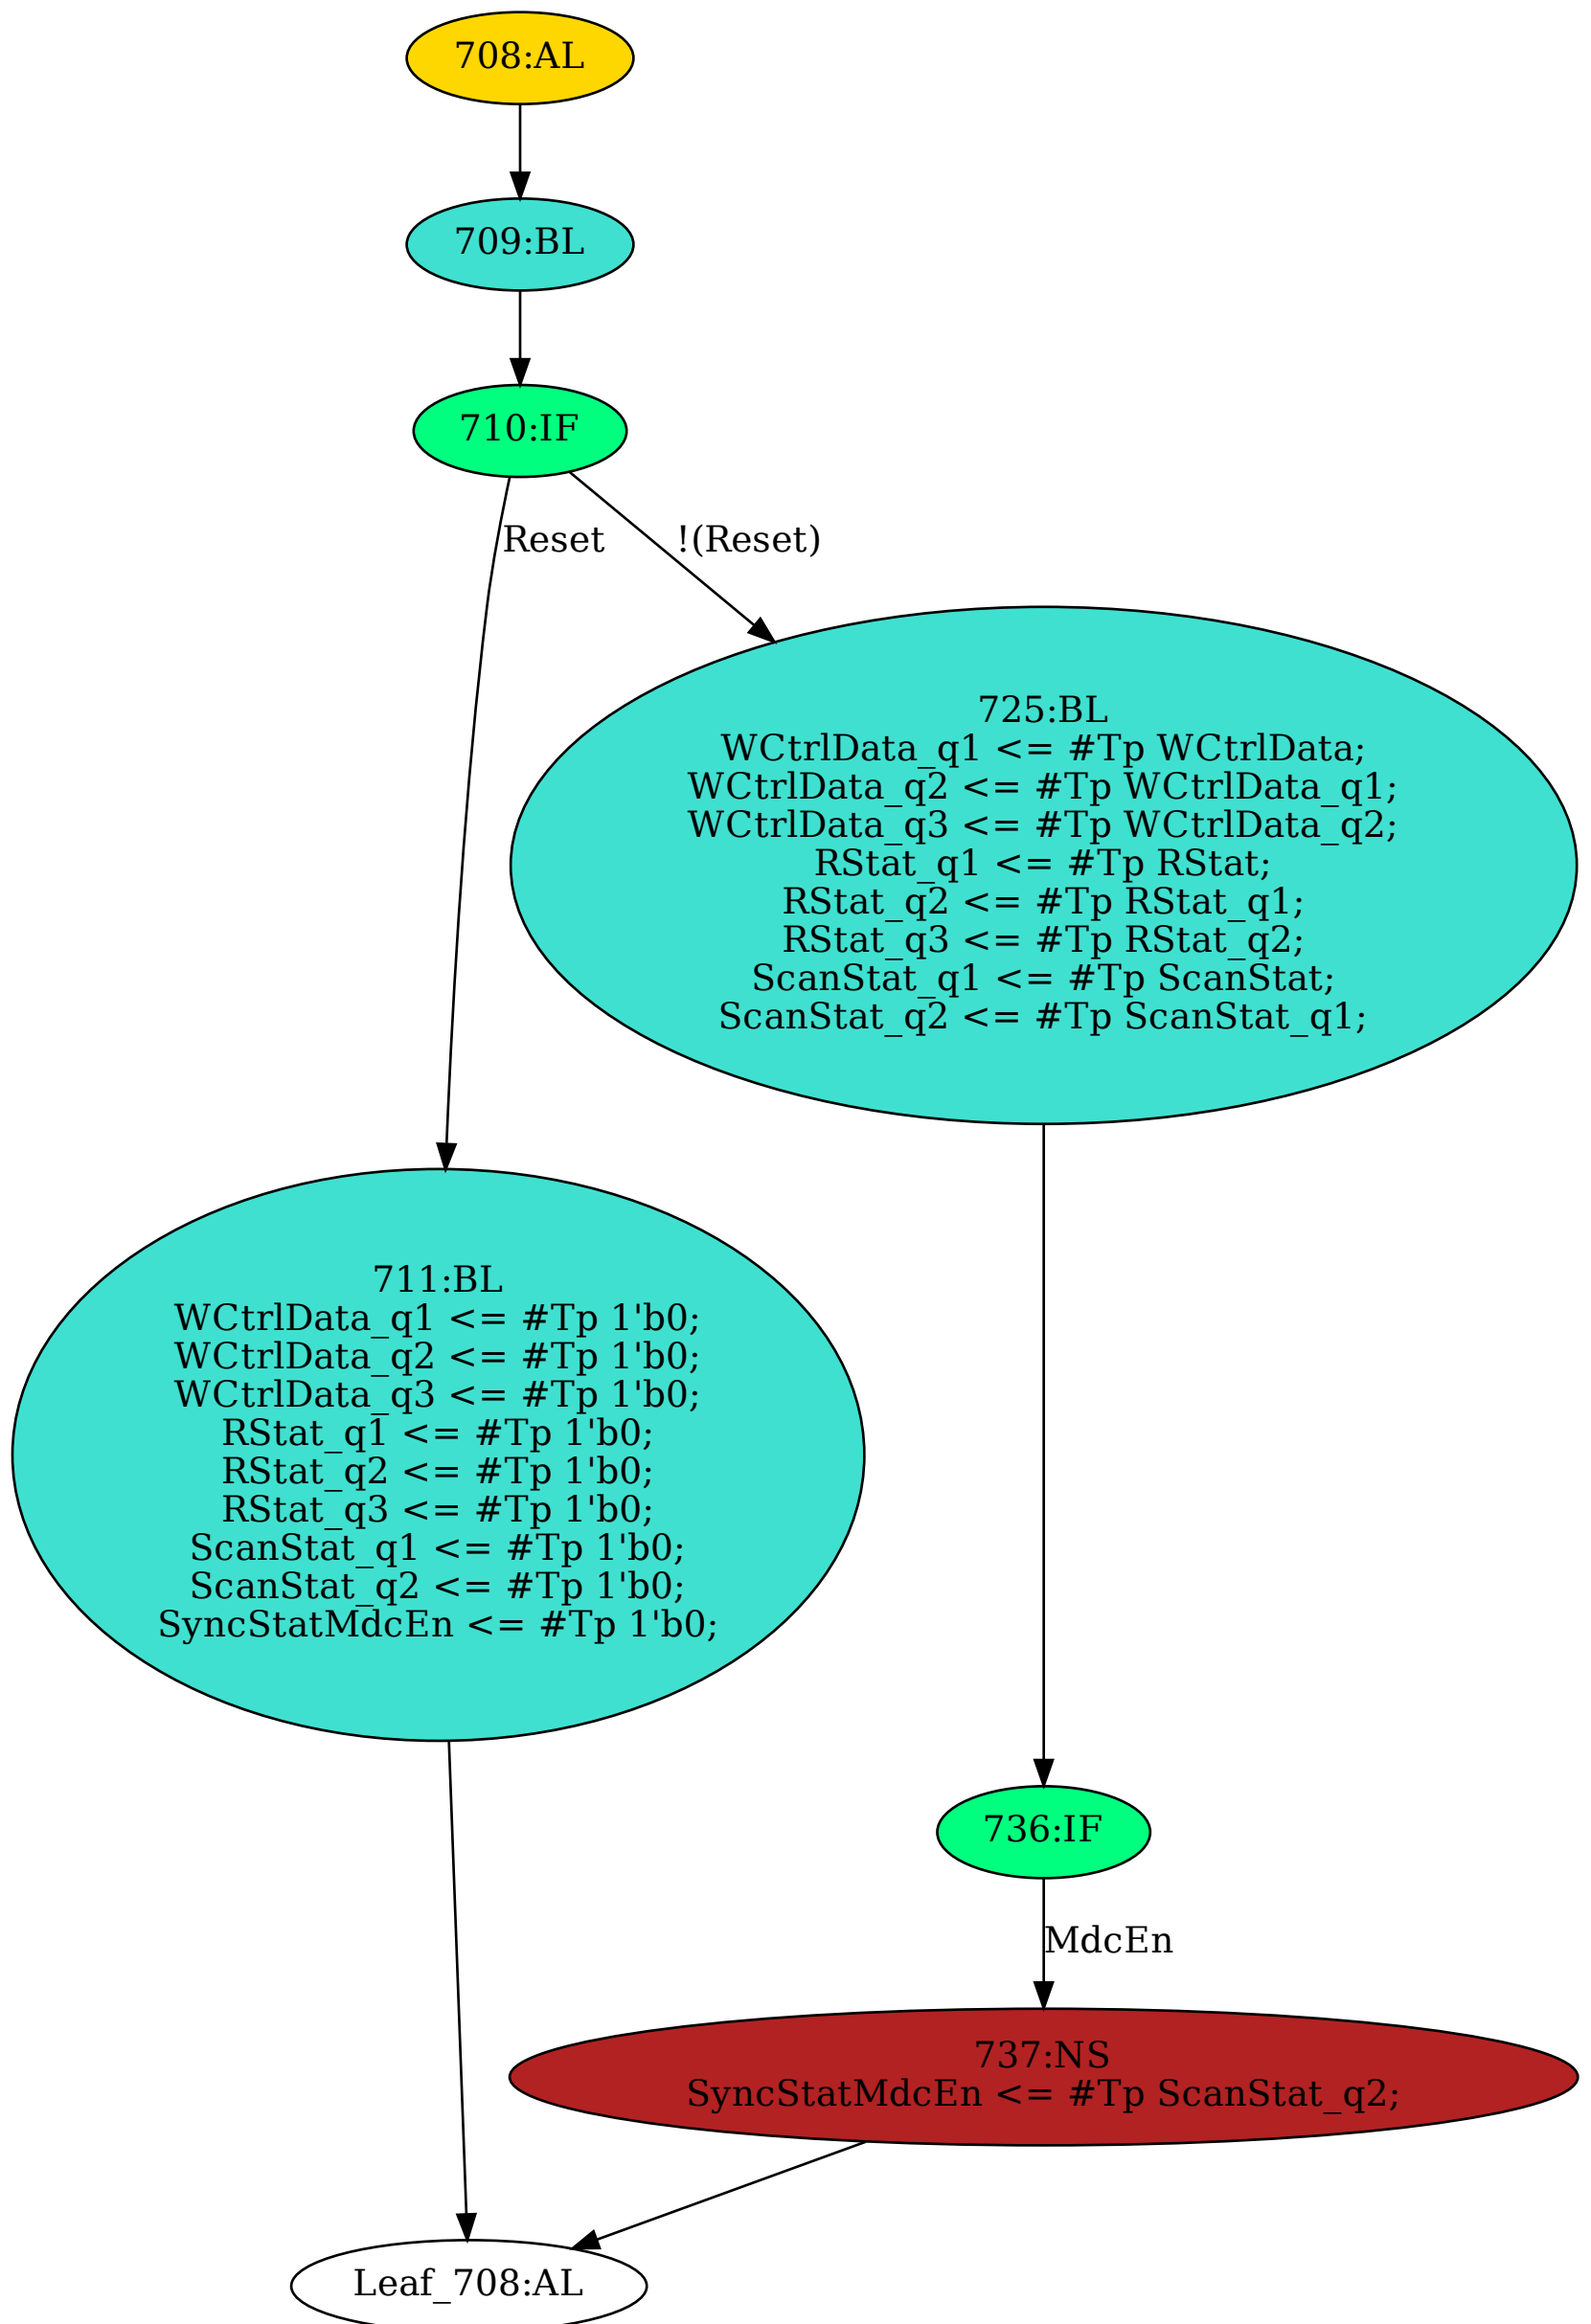 708:AL
709:BL
710:IF
Reset
!(Reset)
725:BL
WCtrlData_q1 <= #Tp WCtrlData;
WCtrlData_q2 <= #Tp WCtrlData_q1;
WCtrlData_q3 <= #Tp WCtrlData_q2;
RStat_q1 <= #Tp RStat;
RStat_q2 <= #Tp RStat_q1;
RStat_q3 <= #Tp RStat_q2;
ScanStat_q1 <= #Tp ScanStat;
ScanStat_q2 <= #Tp ScanStat_q1;
711:BL
WCtrlData_q1 <= #Tp 1'b0;
WCtrlData_q2 <= #Tp 1'b0;
WCtrlData_q3 <= #Tp 1'b0;
RStat_q1 <= #Tp 1'b0;
RStat_q2 <= #Tp 1'b0;
RStat_q3 <= #Tp 1'b0;
ScanStat_q1 <= #Tp 1'b0;
ScanStat_q2 <= #Tp 1'b0;
SyncStatMdcEn <= #Tp 1'b0;
736:IF
MdcEn
737:NS
SyncStatMdcEn <= #Tp ScanStat_q2;
Leaf_708:AL